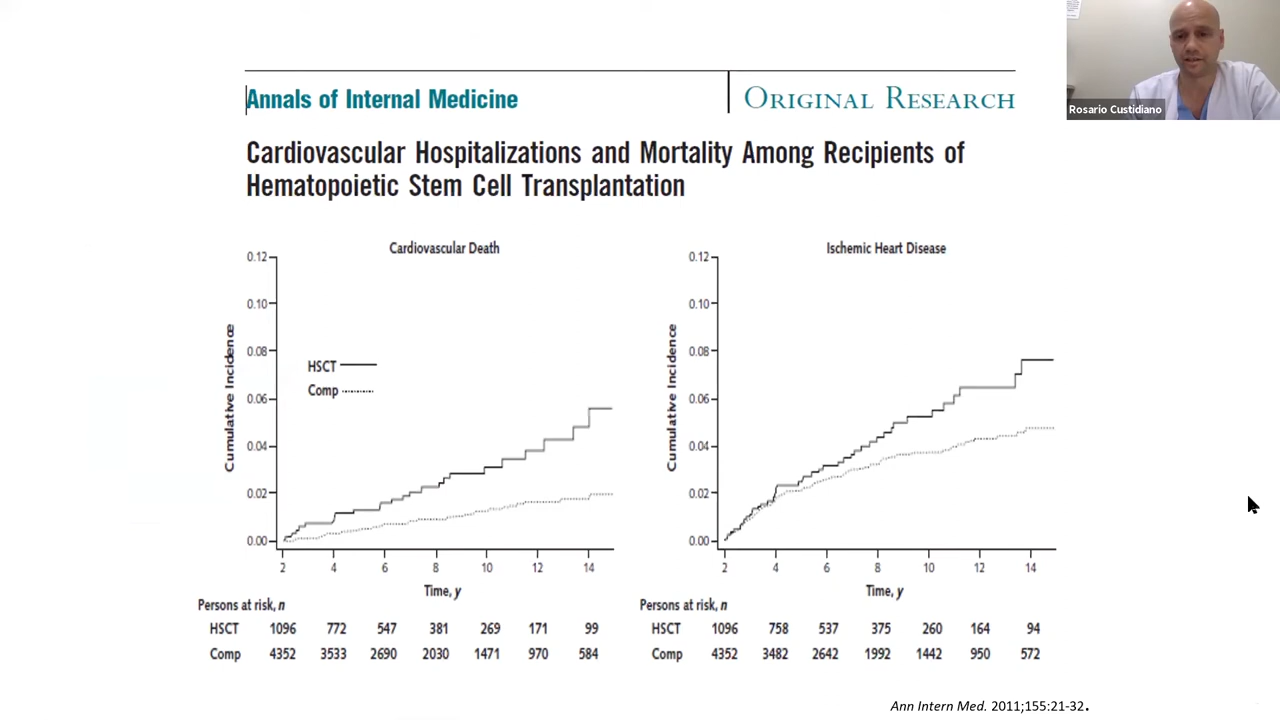 Annals of Internal Medicine
ORIGINAL RESEARCH
Rosario Custidiano
Cardiovascular Hospitalizations and Mortality Among Recipients of
Hematopoietic Stem Cell Transplantation
Cardiovascular Death
0.12
0.10
0.08
0.06
0.04
0.02
0.00
Cumulative Incidence
HSCT
Comp
2 4 6 8 10 12 14
Time, y
Persons at risk, n
HSCT 1096 772 547 381 269 171 99
Comp 4352 3533 2690 2030 1471 970 584
Ischemic Heart Disease
0.12
0.10
0.08
0.06
0.04
0.02
0.00
Cumulative Incidence
2 4 6 8 10 12 14
Time, y
Persons at risk, n
HSCT 1096 758 537 375 260 164 94
Comp 4352 3482 2642 1992 1442 950 572
Ann Intern Med. 2011;155:21-32.